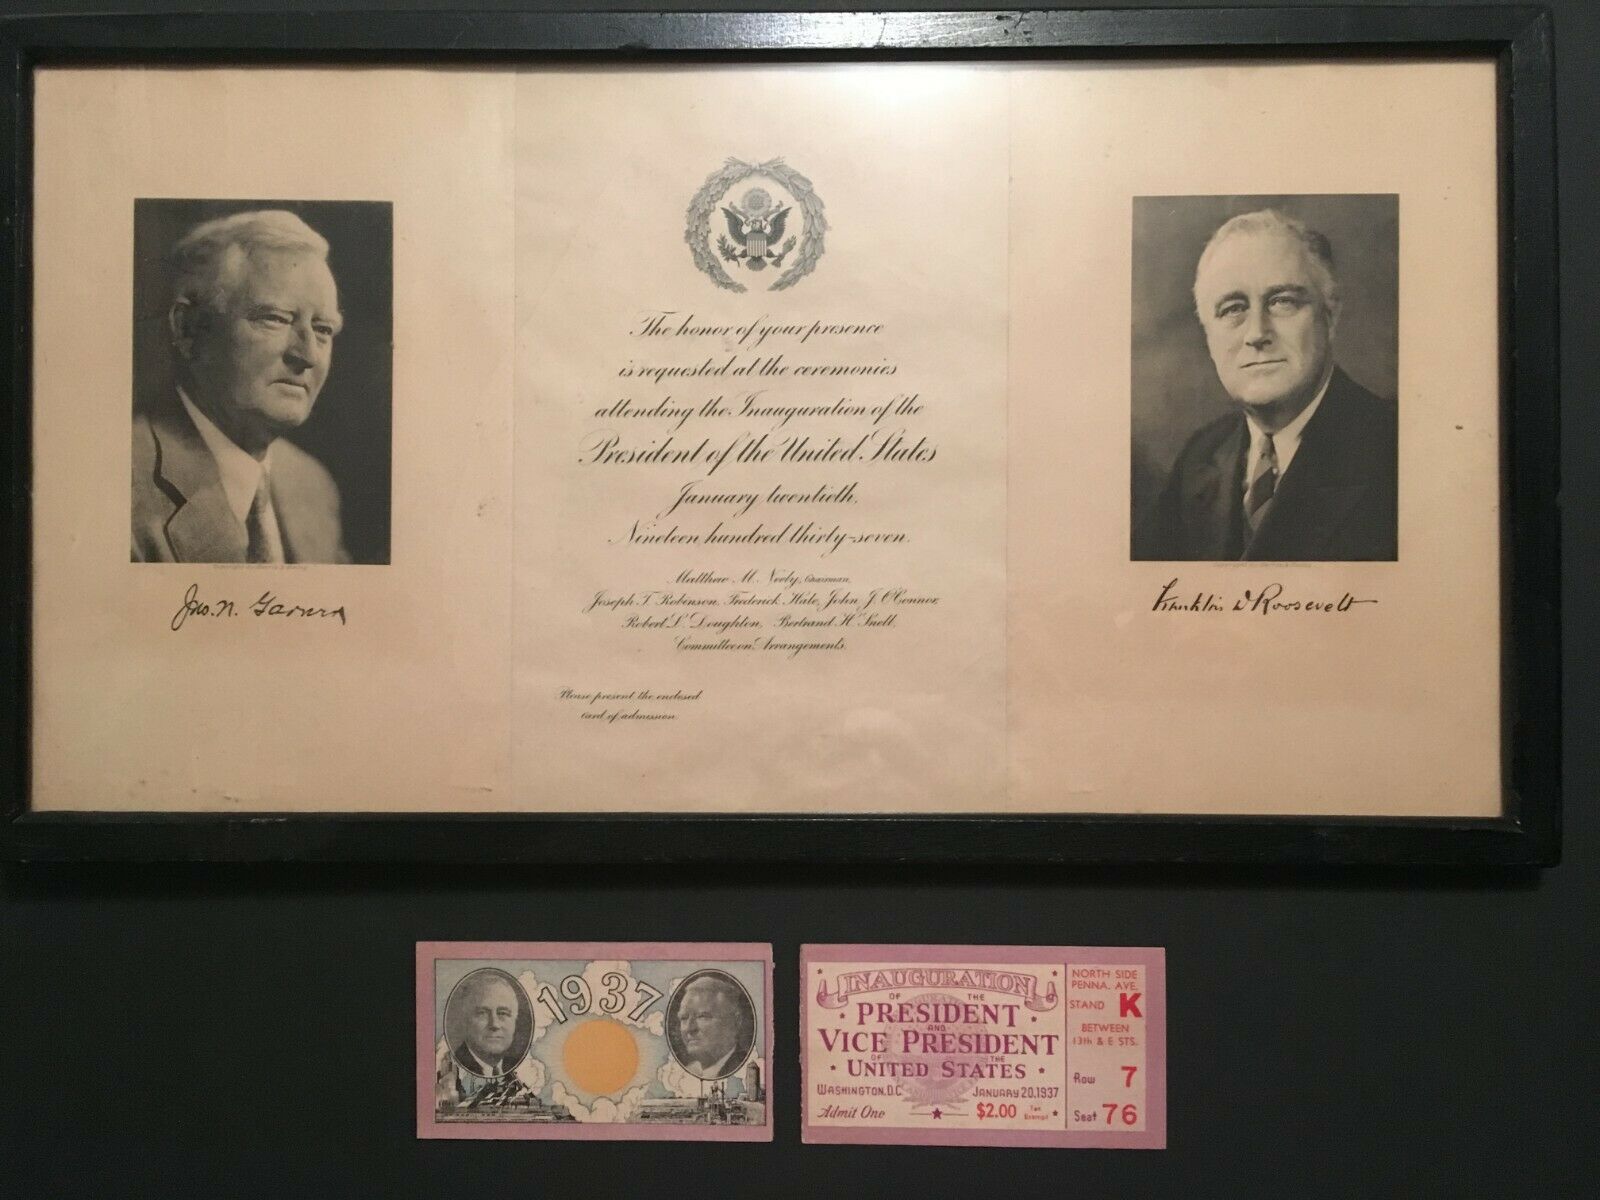 The honor of your presence
is requested at the ceremonies
attending the Inauguration of the
President of the United States
January twentieth,
Nineteen hundred thirty-seven.
Matthew M. Neely, Chairman,
Joseph T. Robinson, Frederick Hale, John J. O'Connor,
Robert L. Doughton, Bertrand H. Snell,
Committee on Arrangements.
Please present the enclosed
card of admission
Jno. N. Garner
Franklin D Roosevelt
1937
INAUGURATION
OF THE
PRESIDENT
AND
VICE PRESIDENT
OF THE
UNITED STATES
WASHINGTON, D.C. JANUARY 20, 1937
Admit One $2.00 Tax Exempt
NORTH SIDE
PENNA. AVE.
STAND K
BETWEEN
13th & E STS.
Row 7
Seat 76